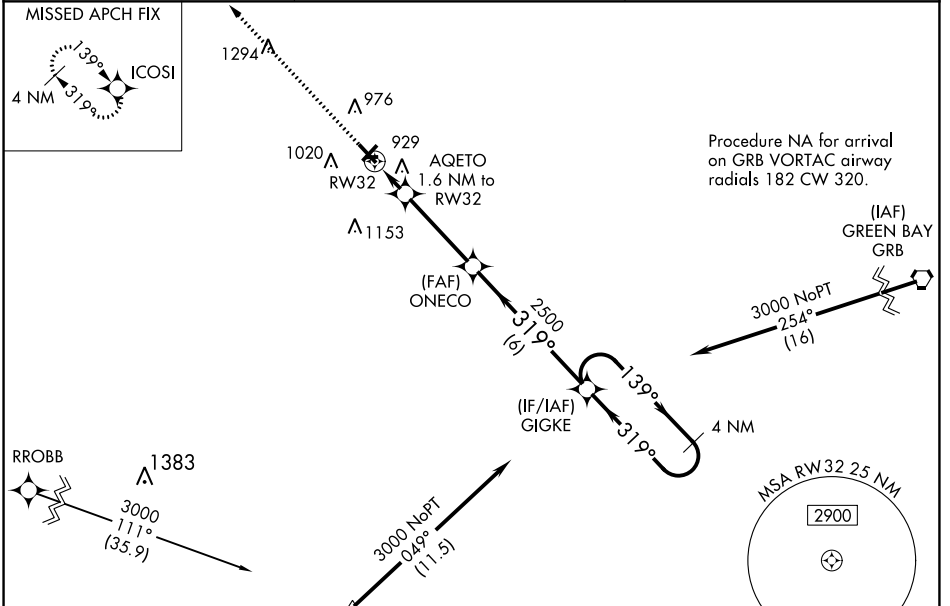 MISSED APCH FIX
139°
ICOSI
4 NM
319°
1294
976
1020
929
RW32
AQETO
1.6 NM to
RW32
1153
Procedure NA for arrival
on GRB VORTAC airway
radials 182 CW 320.
(IAF)
GREEN BAY
GRB
(FAF)
ONECO
3000 NoPT
254°
(16)
2500
319°
(6)
(IF/IAF)
GIGKE
139°
319°
4 NM
RROBB
1383
3000
111°
(35.9)
3000 NoPT
049°
(11.5)
MSA RW32 25 NM
2900